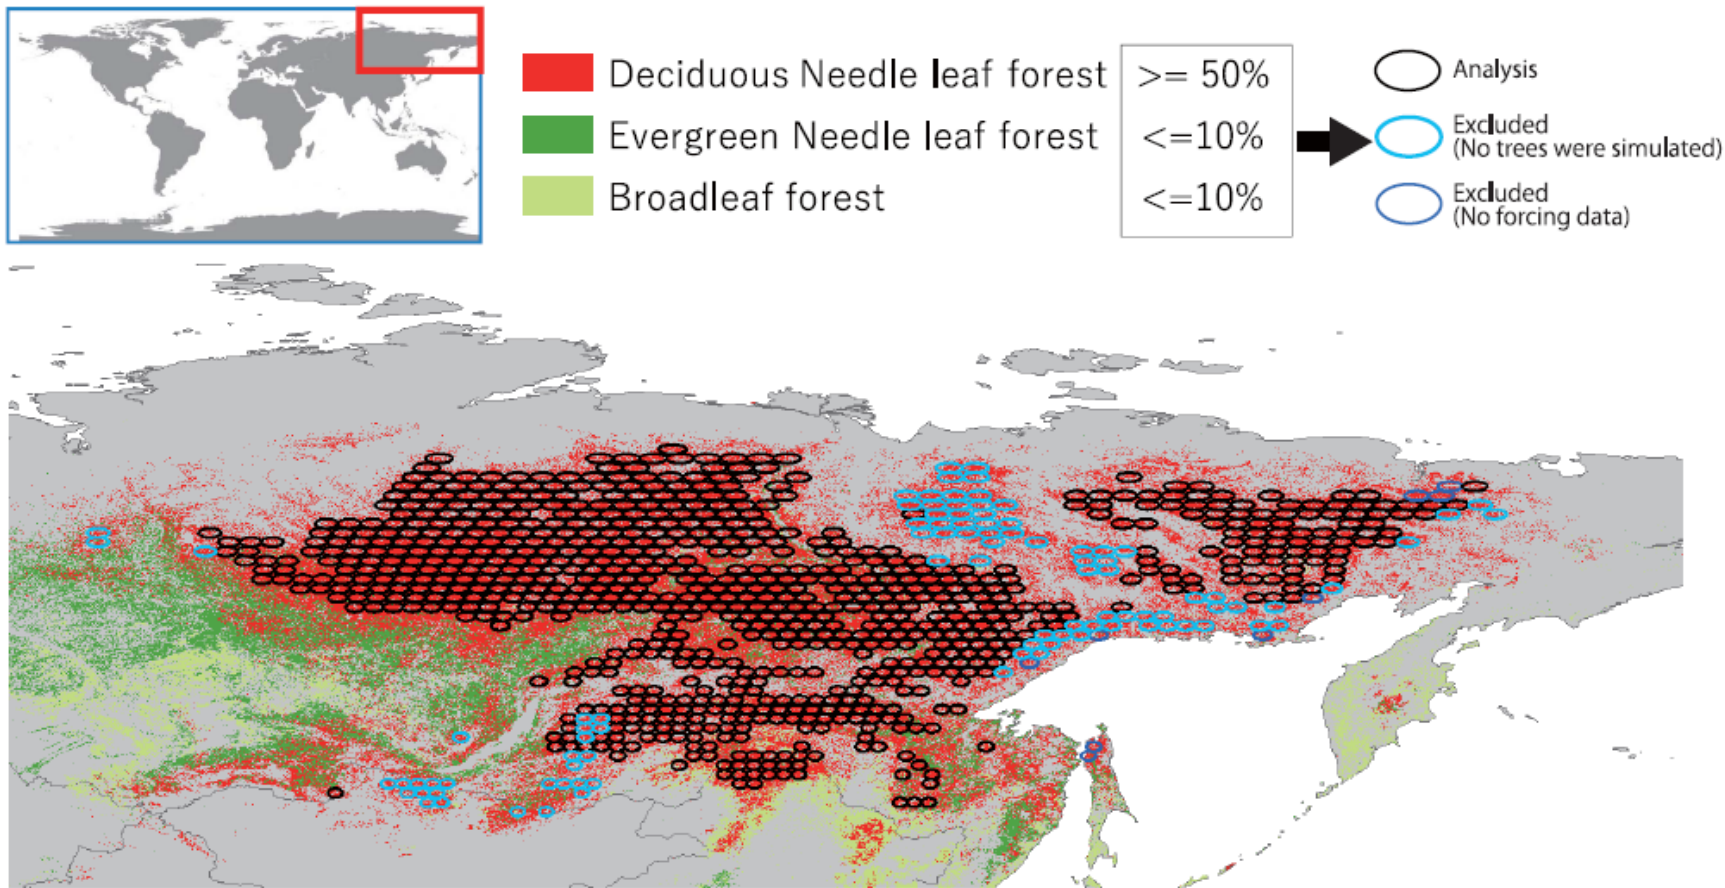 Deciduous Needle leaf forest >= 50%
Evergreen Needle leaf forest <=10%
Broadleaf forest <=10%
Analysis
Excluded
(No trees were simulated)
Excluded
(No forcing data)